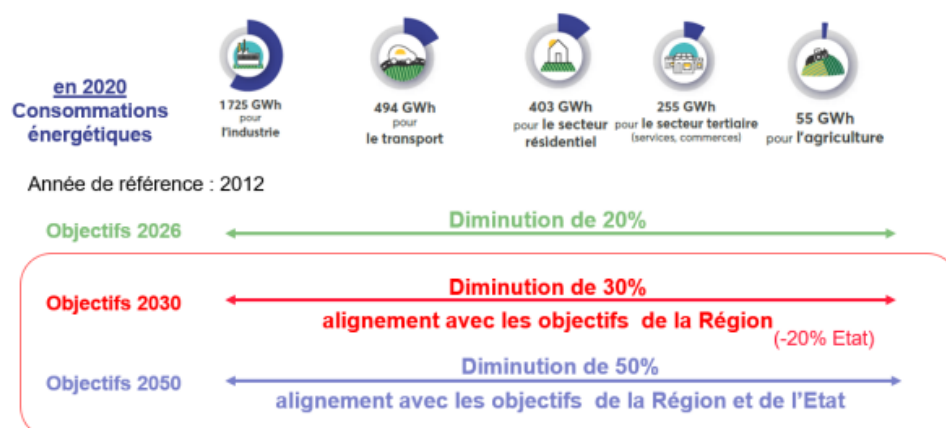 en 2020
Consommations
énergétiques
1 725 GWh
pour
l'industrie
494 GWh
pour
le transport
403 GWh
pour le secteur
résidentiel
255 GWh
pour le secteur tertiaire
(services, commerces)
55 GWh
pour l'agriculture
Année de référence : 2012
Objectifs 2026
Diminution de 20%
Objectifs 2030
Diminution de 30%
alignement avec les objectifs de la Région
(-20% Etat)
Objectifs 2050
Diminution de 50%
alignement avec les objectifs de la Région et de l'Etat